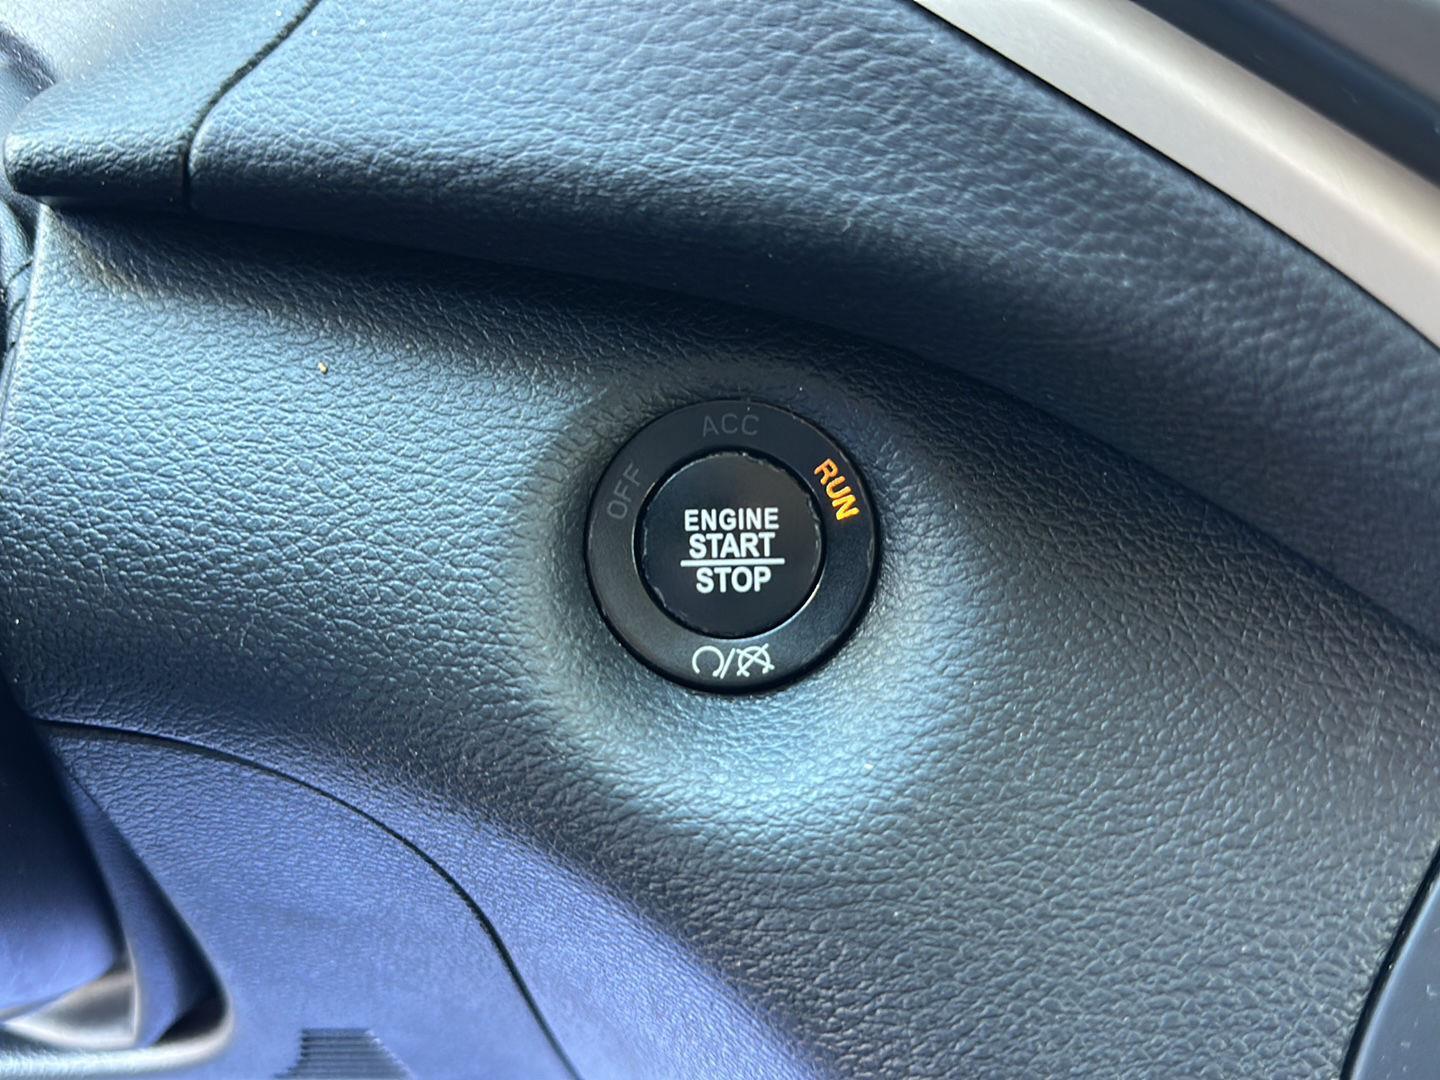 ACC
OFF
RUN
ENGINE
START
STOP